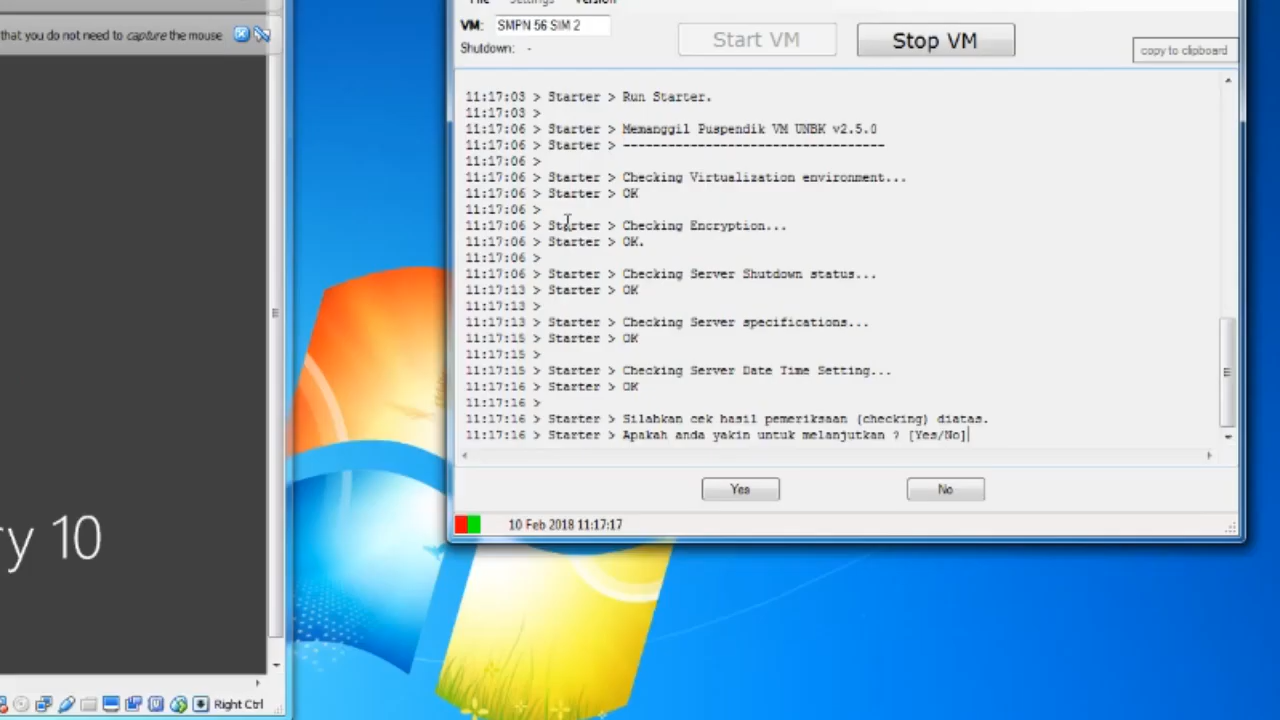 File Settings Version
that you do not need to capture the mouse
VM: SMPN 56 SIM 2
Shutdown: -
Start VM
Stop VM
copy to clipboard
11:17:03 > Starter > Run Starter.
11:17:03 >
11:17:06 > Starter > Memanggil Puspendik VM UNBK v2.5.0
11:17:06 > Starter > -----------------------------------
11:17:06 >
11:17:06 > Starter > Checking Virtualization environment...
11:17:06 > Starter > OK
11:17:06 >
11:17:06 > Starter > Checking Encryption...
11:17:06 > Starter > OK.
11:17:06 >
11:17:06 > Starter > Checking Server Shutdown status...
11:17:13 > Starter > OK
11:17:13 >
11:17:13 > Starter > Checking Server specifications...
11:17:15 > Starter > OK
11:17:15 >
11:17:15 > Starter > Checking Server Date Time Setting...
11:17:16 > Starter > OK
11:17:16 >
11:17:16 > Starter > Silahkan cek hasil pemeriksaan (checking) diatas.
11:17:16 > Starter > Apakah anda yakin untuk melanjutkan ? [Yes/No]
Yes
No
10 Feb 2018 11:17:17
ry 10
Right Ctrl